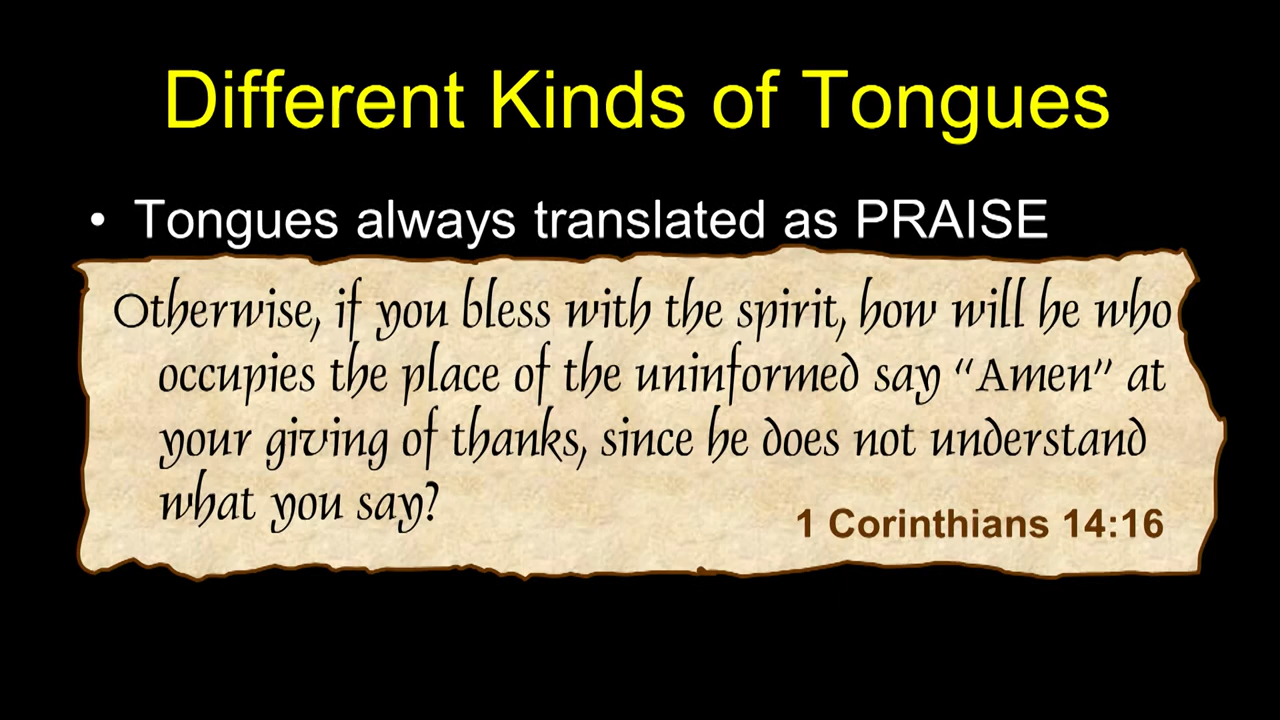 Different Kinds of Tongues
• Tongues always translated as PRAISE
Otherwise, if you bless with the spirit, how will he who
occupies the place of the uninformed say “Amen” at
your giving of thanks, since he does not understand
what you say?
1 Corinthians 14:16